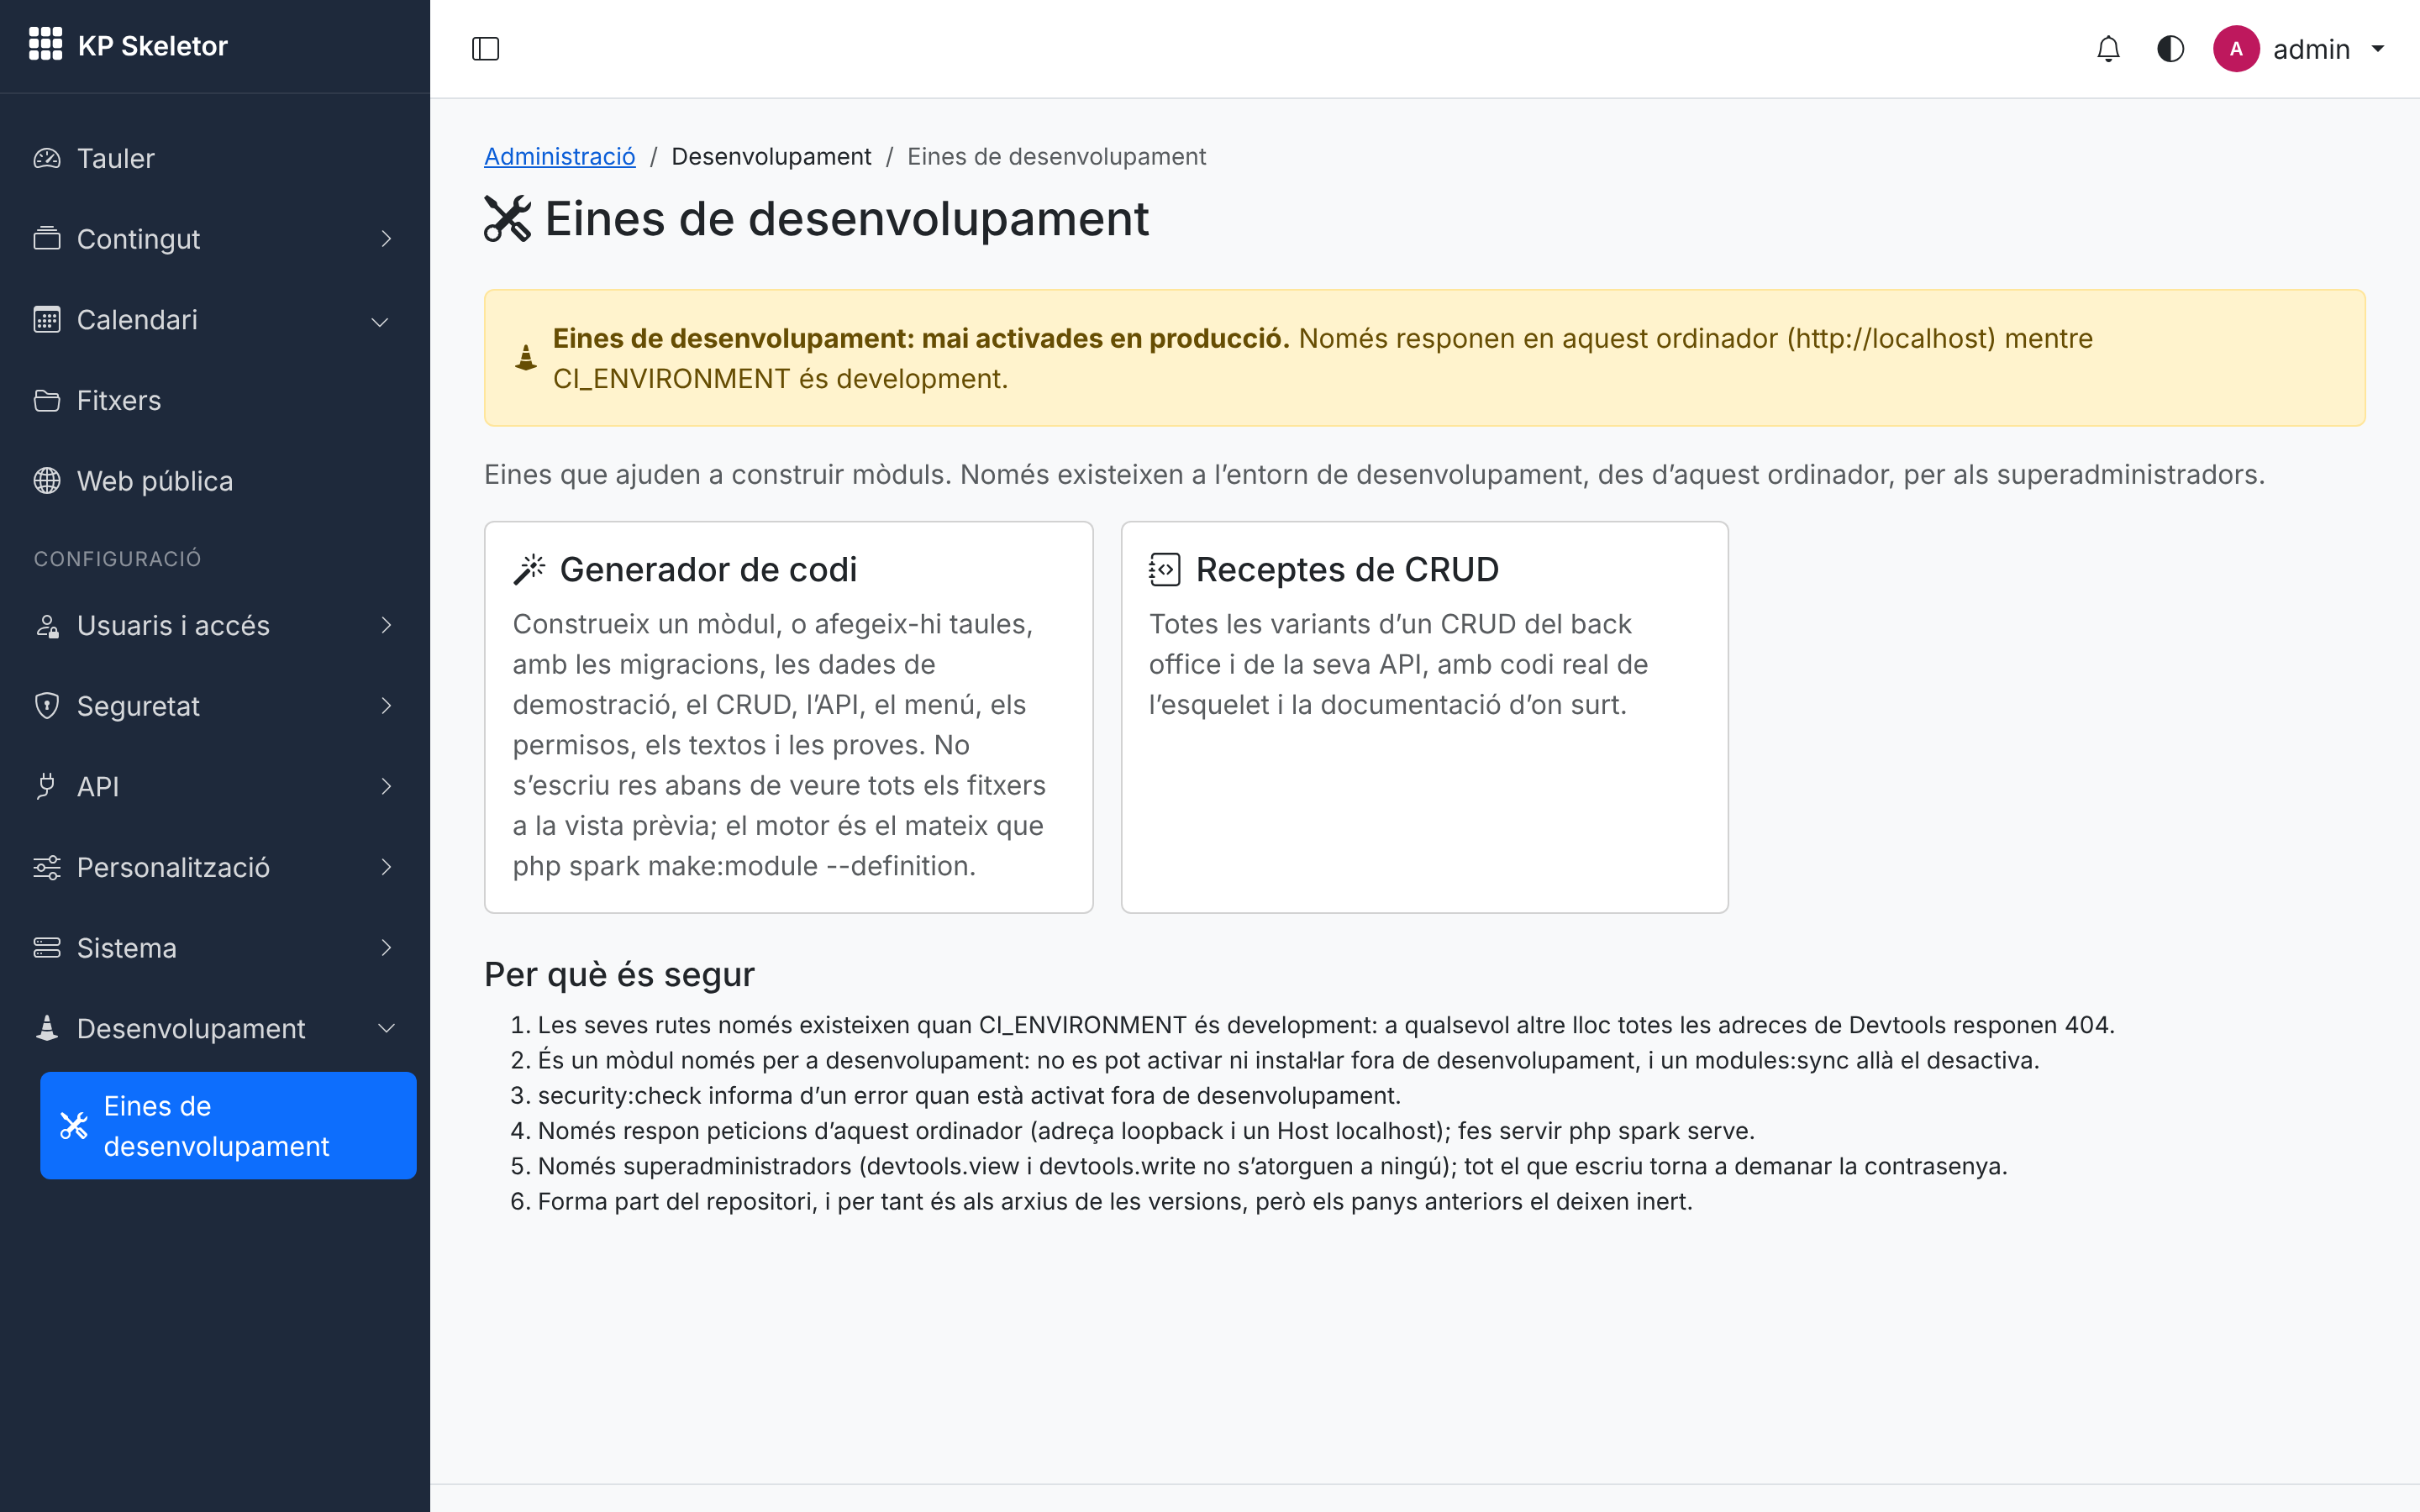 KP Skeletor
Tauler
Contingut
Calendari
Fitxers
Web pública
CONFIGURACIÓ
Usuaris i accés
Seguretat
API
Personalització
Sistema
Desenvolupament
Eines de
desenvolupament
A admin
Administració / Desenvolupament / Eines de desenvolupament
Eines de desenvolupament
Eines de desenvolupament: mai activades en producció. Només responen en aquest ordinador (http://localhost) mentre
CI_ENVIRONMENT és development.
Eines que ajuden a construir mòduls. Només existeixen a l’entorn de desenvolupament, des d’aquest ordinador, per als superadministradors.
Generador de codi
Construeix un mòdul, o afegeix-hi taules,
amb les migracions, les dades de
demostració, el CRUD, l’API, el menú, els
permisos, els textos i les proves. No
s’escriu res abans de veure tots els fitxers
a la vista prèvia; el motor és el mateix que
php spark make:module --definition.
Receptes de CRUD
Totes les variants d’un CRUD del back
office i de la seva API, amb codi real de
l’esquelet i la documentació d’on surt.
Per què és segur
1. Les seves rutes només existeixen quan CI_ENVIRONMENT és development: a qualsevol altre lloc totes les adreces de Devtools responen 404.
2. És un mòdul només per a desenvolupament: no es pot activar ni instal·lar fora de desenvolupament, i un modules:sync allà el desactiva.
3. security:check informa d’un error quan està activat fora de desenvolupament.
4. Només respon peticions d’aquest ordinador (adreça loopback i un Host localhost); fes servir php spark serve.
5. Només superadministradors (devtools.view i devtools.write no s’atorguen a ningú); tot el que escriu torna a demanar la contrasenya.
6. Forma part del repositori, i per tant és als arxius de les versions, però els panys anteriors el deixen inert.